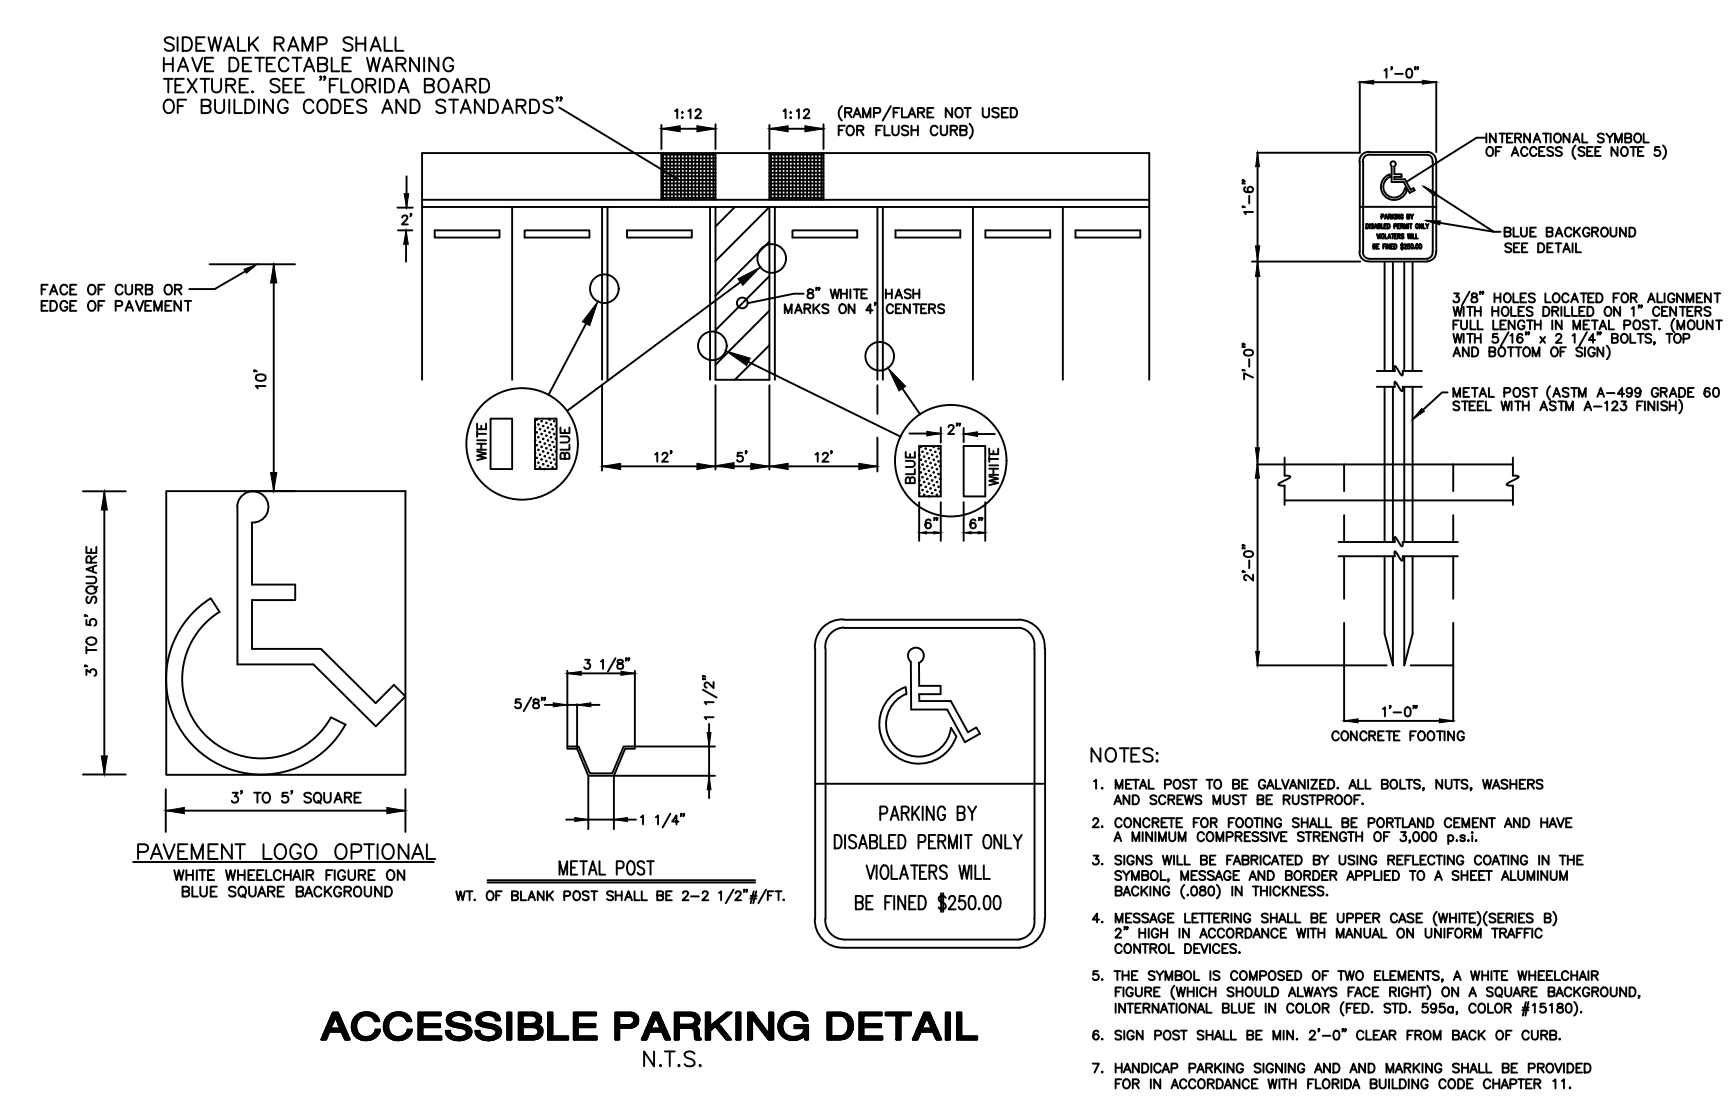 SIDEWALK RAMP SHALL
HAVE DETECTABLE WARNING
TEXTURE. SEE "FLORIDA BOARD
OF BUILDING CODES AND STANDARDS"
1:12
1:12
(RAMP/FLARE NOT USED
FOR FLUSH CURB)
2'
FACE OF CURB OR
EDGE OF PAVEMENT
10'
8" WHITE HASH
MARKS ON 4' CENTERS
WHITE
BLUE
12'
5'
12'
2"
BLUE
WHITE
6"
6"
3' TO 5' SQUARE
3' TO 5' SQUARE
PAVEMENT LOGO OPTIONAL
WHITE WHEELCHAIR FIGURE ON
BLUE SQUARE BACKGROUND
3 1/8"
5/8"
1 1/2"
1 1/4"
METAL POST
WT. OF BLANK POST SHALL BE 2-2 1/2"#/FT.
PARKING BY
DISABLED PERMIT ONLY
VIOLATERS WILL
BE FINED $250.00
1'-0"
INTERNATIONAL SYMBOL
OF ACCESS (SEE NOTE 5)
1'-6"
PARKING BY
DISABLED PERMIT ONLY
VIOLATERS WILL
BE FINED $250.00
BLUE BACKGROUND
SEE DETAIL
3/8" HOLES LOCATED FOR ALIGNMENT
WITH HOLES DRILLED ON 1" CENTERS
FULL LENGTH IN METAL POST. (MOUNT
WITH 5/16" x 2 1/4" BOLTS, TOP
AND BOTTOM OF SIGN)
7'-0"
METAL POST (ASTM A-499 GRADE 60
STEEL WITH ASTM A-123 FINISH)
2'-0"
1'-0"
CONCRETE FOOTING
NOTES:
1. METAL POST TO BE GALVANIZED. ALL BOLTS, NUTS, WASHERS
AND SCREWS MUST BE RUSTPROOF.
2. CONCRETE FOR FOOTING SHALL BE PORTLAND CEMENT AND HAVE
A MINIMUM COMPRESSIVE STRENGTH OF 3,000 p.s.i.
3. SIGNS WILL BE FABRICATED BY USING REFLECTING COATING IN THE
SYMBOL, MESSAGE AND BORDER APPLIED TO A SHEET ALUMINUM
BACKING (.080) IN THICKNESS.
4. MESSAGE LETTERING SHALL BE UPPER CASE (WHITE)(SERIES B)
2" HIGH IN ACCORDANCE WITH MANUAL ON UNIFORM TRAFFIC
CONTROL DEVICES.
5. THE SYMBOL IS COMPOSED OF TWO ELEMENTS, A WHITE WHEELCHAIR
FIGURE (WHICH SHOULD ALWAYS FACE RIGHT) ON A SQUARE BACKGROUND,
INTERNATIONAL BLUE IN COLOR (FED. STD. 595a, COLOR #15180).
6. SIGN POST SHALL BE MIN. 2'-0" CLEAR FROM BACK OF CURB.
7. HANDICAP PARKING SIGNING AND AND MARKING SHALL BE PROVIDED
FOR IN ACCORDANCE WITH FLORIDA BUILDING CODE CHAPTER 11.
ACCESSIBLE PARKING DETAIL
N.T.S.